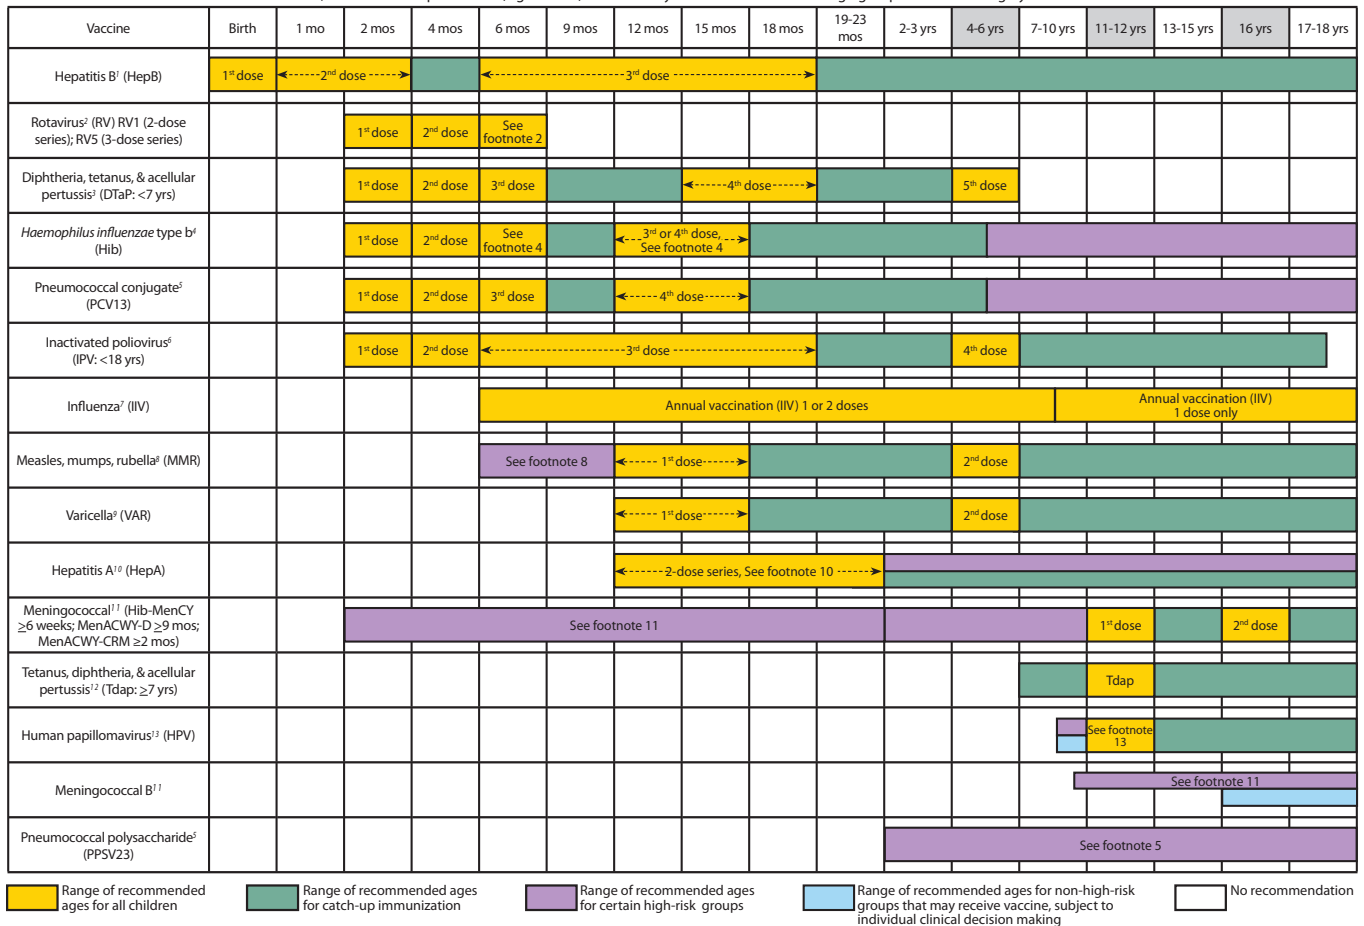 Vaccine
Birth
1 mo
2 mos
4 mos
6 mos
9 mos
12 mos
15 mos
18 mos
19-23
mos
2-3 yrs
4-6 yrs
7-10 yrs
11-12 yrs
13-15 yrs
16 yrs
17-18 yrs
Hepatitis B¹ (HepB)
1st dose
2nd dose
3rd dose
Rotavirus² (RV) RV1 (2-dose
series); RV5 (3-dose series)
1st dose
2nd dose
See
footnote 2
Diphtheria, tetanus, & acellular
pertussis³ (DTaP: <7 yrs)
1st dose
2nd dose
3rd dose
4th dose
5th dose
Haemophilus influenzae type b⁴
(Hib)
1st dose
2nd dose
See
footnote 4
3rd or 4th dose,
See footnote 4
Pneumococcal conjugate⁵
(PCV13)
1st dose
2nd dose
3rd dose
4th dose
Inactivated poliovirus⁶
(IPV: <18 yrs)
1st dose
2nd dose
3rd dose
4th dose
Influenza⁷ (IIV)
Annual vaccination (IIV) 1 or 2 doses
Annual vaccination (IIV)
1 dose only
Measles, mumps, rubella⁸ (MMR)
See footnote 8
1st dose
2nd dose
Varicella⁹ (VAR)
1st dose
2nd dose
Hepatitis A¹⁰ (HepA)
2-dose series, See footnote 10
Meningococcal¹¹ (Hib-MenCY
≥6 weeks; MenACWY-D ≥9 mos;
MenACWY-CRM ≥2 mos)
See footnote 11
1st dose
2nd dose
Tetanus, diphtheria, & acellular
pertussis¹² (Tdap: ≥7 yrs)
Tdap
Human papillomavirus¹³ (HPV)
See footnote
13
Meningococcal B¹¹
See footnote 11
Pneumococcal polysaccharide⁵
(PPSV23)
See footnote 5
Range of recommended
ages for all children
Range of recommended ages
for catch-up immunization
Range of recommended ages
for certain high-risk groups
Range of recommended ages for non-high-risk
groups that may receive vaccine, subject to
individual clinical decision making
No recommendation